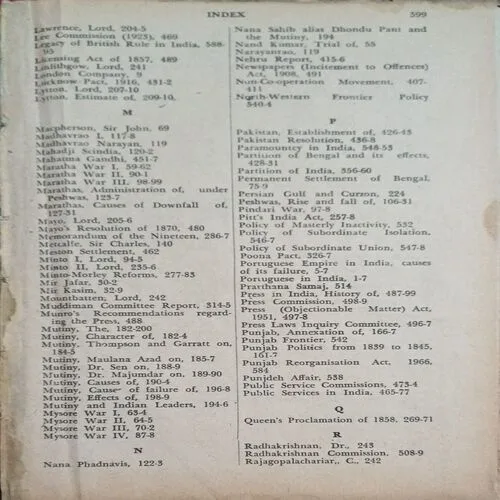 INDEX 599
Lawrence, Lord, 204-5
Lee Commission (1923), 469
Legacy of British Rule in India, 588-
95
Licensing Act of 1857, 489
Linlithgow, Lord, 241
London Company, 9
Lucknow Pact, 1916, 431-2
Lytton, Lord, 207-10
Lytton, Estimate of, 209-10.
M
Macpherson, Sir John, 69
Madhavrao I, 117-8
Madhavrao Narayan, 119
Mahadji Scindia, 120-2
Mahatma Gandhi, 451-7
Maratha War I, 59-62
Maratha War II, 90-1
Maratha War III, 98-99
Marathas, Administration of, under
Peshwas, 123-7
Marathas, Causes of Downfall of,
127-31
Mayo, Lord, 205-6
Mayo's Resolution of 1870, 480
Memorandum of the Nineteen, 286-7
Metcalfe, Sir Charles, 140
Meston Settlement, 462
Minto I, Lord, 94-5
Minto II, Lord, 235-6
Minto-Morley Reforms, 277-83
Mir Jafar, 30-2
Mir Kasim, 32-9
Mountbatten, Lord, 242
Muddiman Committee Report, 314-5
Munro's Recommendations regard-
ing the Press, 488
Mutiny, The, 182-200
Mutiny, Character of, 182-4
Mutiny, Thompson and Garratt on,
184-5
Mutiny, Maulana Azad on, 185-7
Mutiny, Dr. Sen on, 188-9
Mutiny, Dr. Majumdar on, 189-90
Mutiny, Causes of, 190-4
Mutiny, Cause of failure of, 196-8
Mutiny, Effects of, 198-9
Mutiny and Indian Leaders, 194-6
Mysore War I, 63-4
Mysore War II, 64-5
Mysore War III, 70-2
Mysore War IV, 87-8
N
Nana Phadnavis, 122-3
Nana Sahib alias Dhondu Pant and
the Mutiny, 194
Nand Kumar, Trial of, 55
Narayanrao, 119
Nehru Report, 415-6
Newspapers (Incitement to Offences)
Act, 1908, 491
Non-Co-operation Movement, 407-
411
North-Western Frontier Policy
540-4
P
Pakistan, Establishment of, 426-43
Pakistan Resolution, 436-8
Paramountcy in India, 548-53
Partition of Bengal and its effects,
428-31
Partition of India, 556-60
Permanent Settlement of Bengal,
75-9
Persian Gulf and Curzon, 224
Peshwas, Rise and fall of, 106-31
Pindari War, 97-8
Pitt's India Act, 257-8
Policy of Masterly Inactivity, 532
Policy of Subordinate Isolation,
546-7
Policy of Subordinate Union, 547-8
Poona Pact, 326-7
Portuguese Empire in India, causes
of its failure, 5-7
Portuguese in India, 1-7
Prarthana Samaj, 514
Press in India, History of, 487-99
Press Commission, 498-9
Press (Objectionable Matter) Act,
1951, 497-8
Press Laws Inquiry Committee, 496-7
Punjab, Annexation of, 166-7
Punjab Frontier, 542
Punjab Politics from 1839 to 1845,
161-7
Punjab Reorganisation Act, 1966,
584
Punjdeh Affair, 538
Public Service Commissions, 473-4
Public Services in India, 465-77
Q
Queen's Proclamation of 1858, 269-71
R
Radhakrishnan, Dr., 243
Radhakrishnan Commission, 508-9
Rajagopalachariar,, C., 242